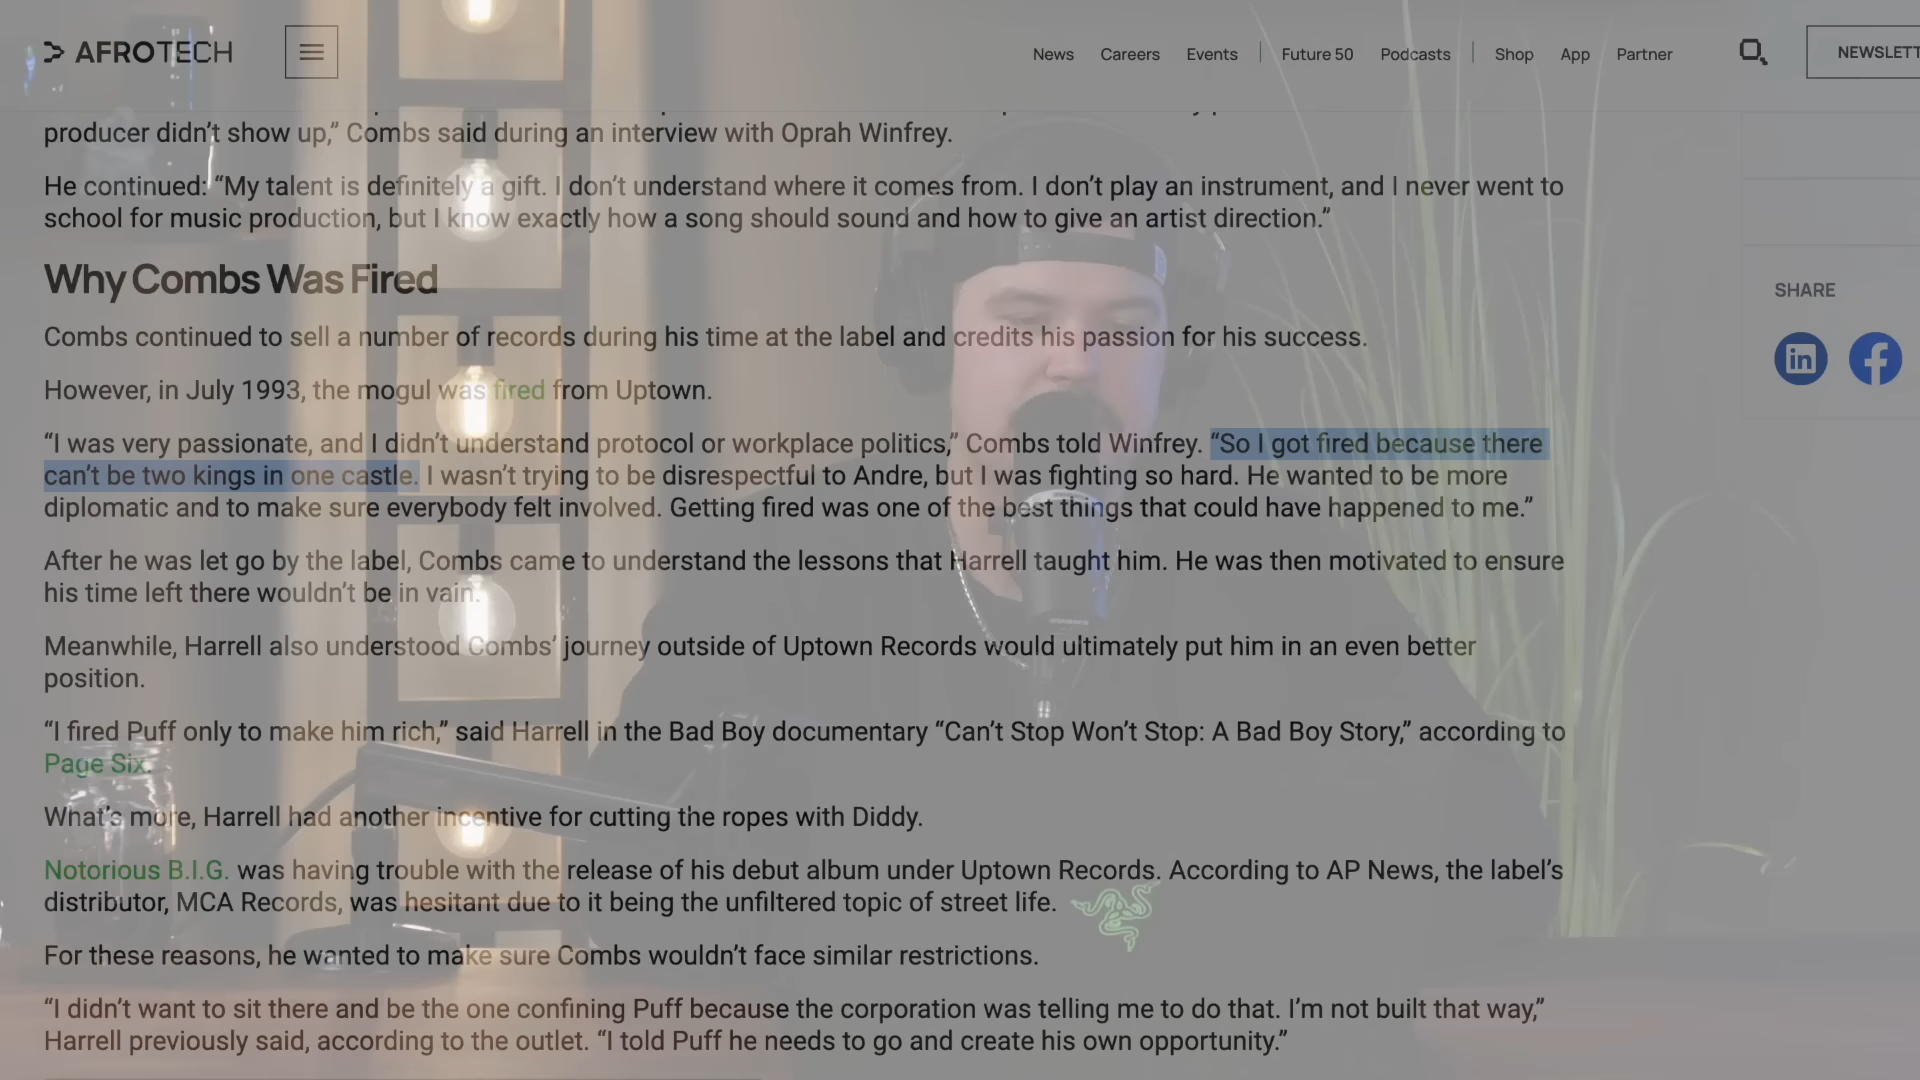 AFROTECH
News Careers Events Future 50 Podcasts Shop App Partner
NEWSLETT
producer didn’t show up,” Combs said during an interview with Oprah Winfrey.
He continued: “My talent is definitely a gift. I don’t understand where it comes from. I don’t play an instrument, and I never went to
school for music production, but I know exactly how a song should sound and how to give an artist direction.”
Why Combs Was Fired
SHARE
Combs continued to sell a number of records during his time at the label and credits his passion for his success.
However, in July 1993, the mogul was fired from Uptown.
“I was very passionate, and I didn’t understand protocol or workplace politics,” Combs told Winfrey. “So I got fired because there
can’t be two kings in one castle. I wasn’t trying to be disrespectful to Andre, but I was fighting so hard. He wanted to be more
diplomatic and to make sure everybody felt involved. Getting fired was one of the best things that could have happened to me.”
After he was let go by the label, Combs came to understand the lessons that Harrell taught him. He was then motivated to ensure
his time left there wouldn’t be in vain.
Meanwhile, Harrell also understood Combs’ journey outside of Uptown Records would ultimately put him in an even better
position.
“I fired Puff only to make him rich,” said Harrell in the Bad Boy documentary “Can’t Stop Won’t Stop: A Bad Boy Story,” according to
Page Six.
What’s more, Harrell had another incentive for cutting the ropes with Diddy.
Notorious B.I.G. was having trouble with the release of his debut album under Uptown Records. According to AP News, the label’s
distributor, MCA Records, was hesitant due to it being the unfiltered topic of street life.
For these reasons, he wanted to make sure Combs wouldn’t face similar restrictions.
“I didn’t want to sit there and be the one confining Puff because the corporation was telling me to do that. I’m not built that way,”
Harrell previously said, according to the outlet. “I told Puff he needs to go and create his own opportunity.”